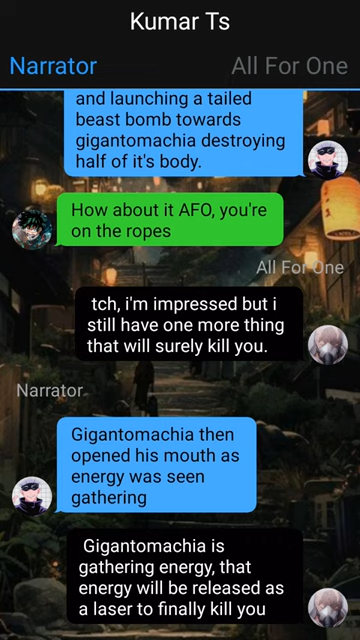 Kumar Ts
Narrator
All For One
and launching a tailed
beast bomb towards
gigantomachia destroying
half of it's body.
How about it AFO, you're
on the ropes
All For One
tch, i'm impressed but i
still have one more thing
that will surely kill you.
Narrator
Gigantomachia then
opened his mouth as
energy was seen
gathering
Gigantomachia is
gathering energy, that
energy will be released as
a laser to finally kill you